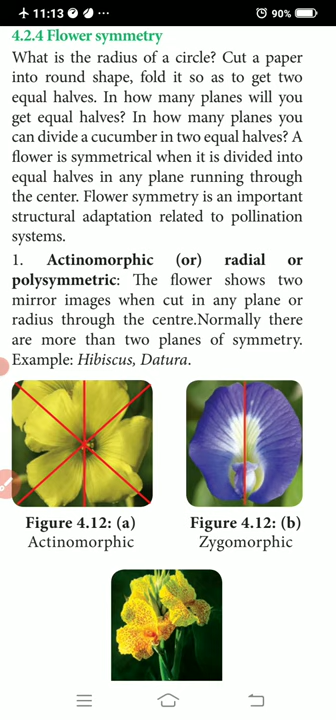 11:13
90%
4.2.4 Flower symmetry
What is the radius of a circle? Cut a paper
into round shape, fold it so as to get two
equal halves. In how many planes will you
get equal halves? In how many planes you
can divide a cucumber in two equal halves? A
flower is symmetrical when it is divided into
equal halves in any plane running through
the center. Flower symmetry is an important
structural adaptation related to pollination
systems.
1. Actinomorphic (or) radial or
polysymmetric: The flower shows two
mirror images when cut in any plane or
radius through the centre.Normally there
are more than two planes of symmetry.
Example: Hibiscus, Datura.
Figure 4.12: (a)
Actinomorphic
Figure 4.12: (b)
Zygomorphic